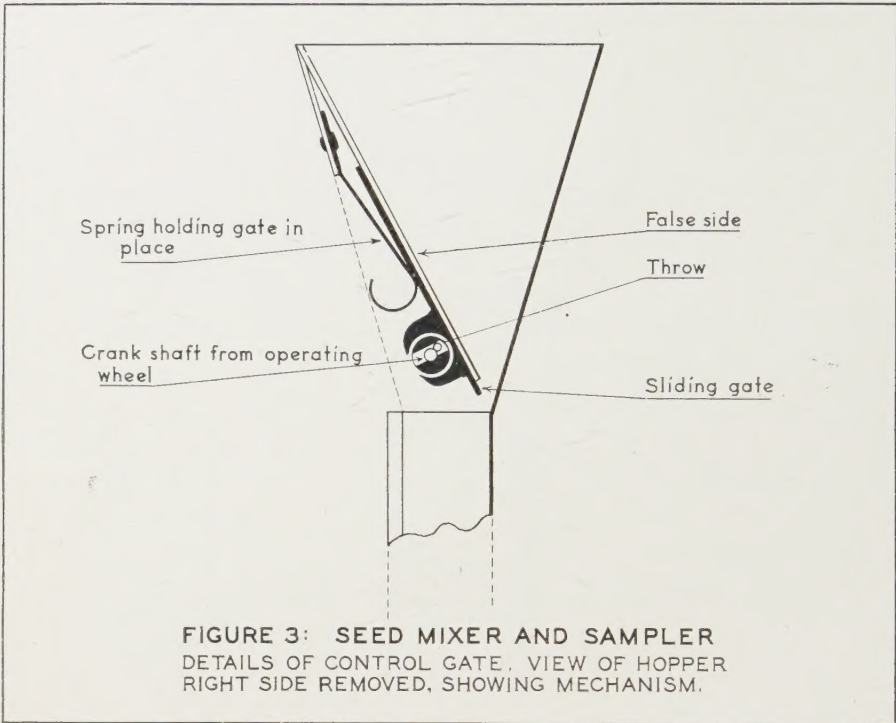 Spring holding gate in
place
False side
Throw
Crank shaft from operating
wheel
Sliding gate
FIGURE 3: SEED MIXER AND SAMPLER
DETAILS OF CONTROL GATE. VIEW OF HOPPER
RIGHT SIDE REMOVED, SHOWING MECHANISM.